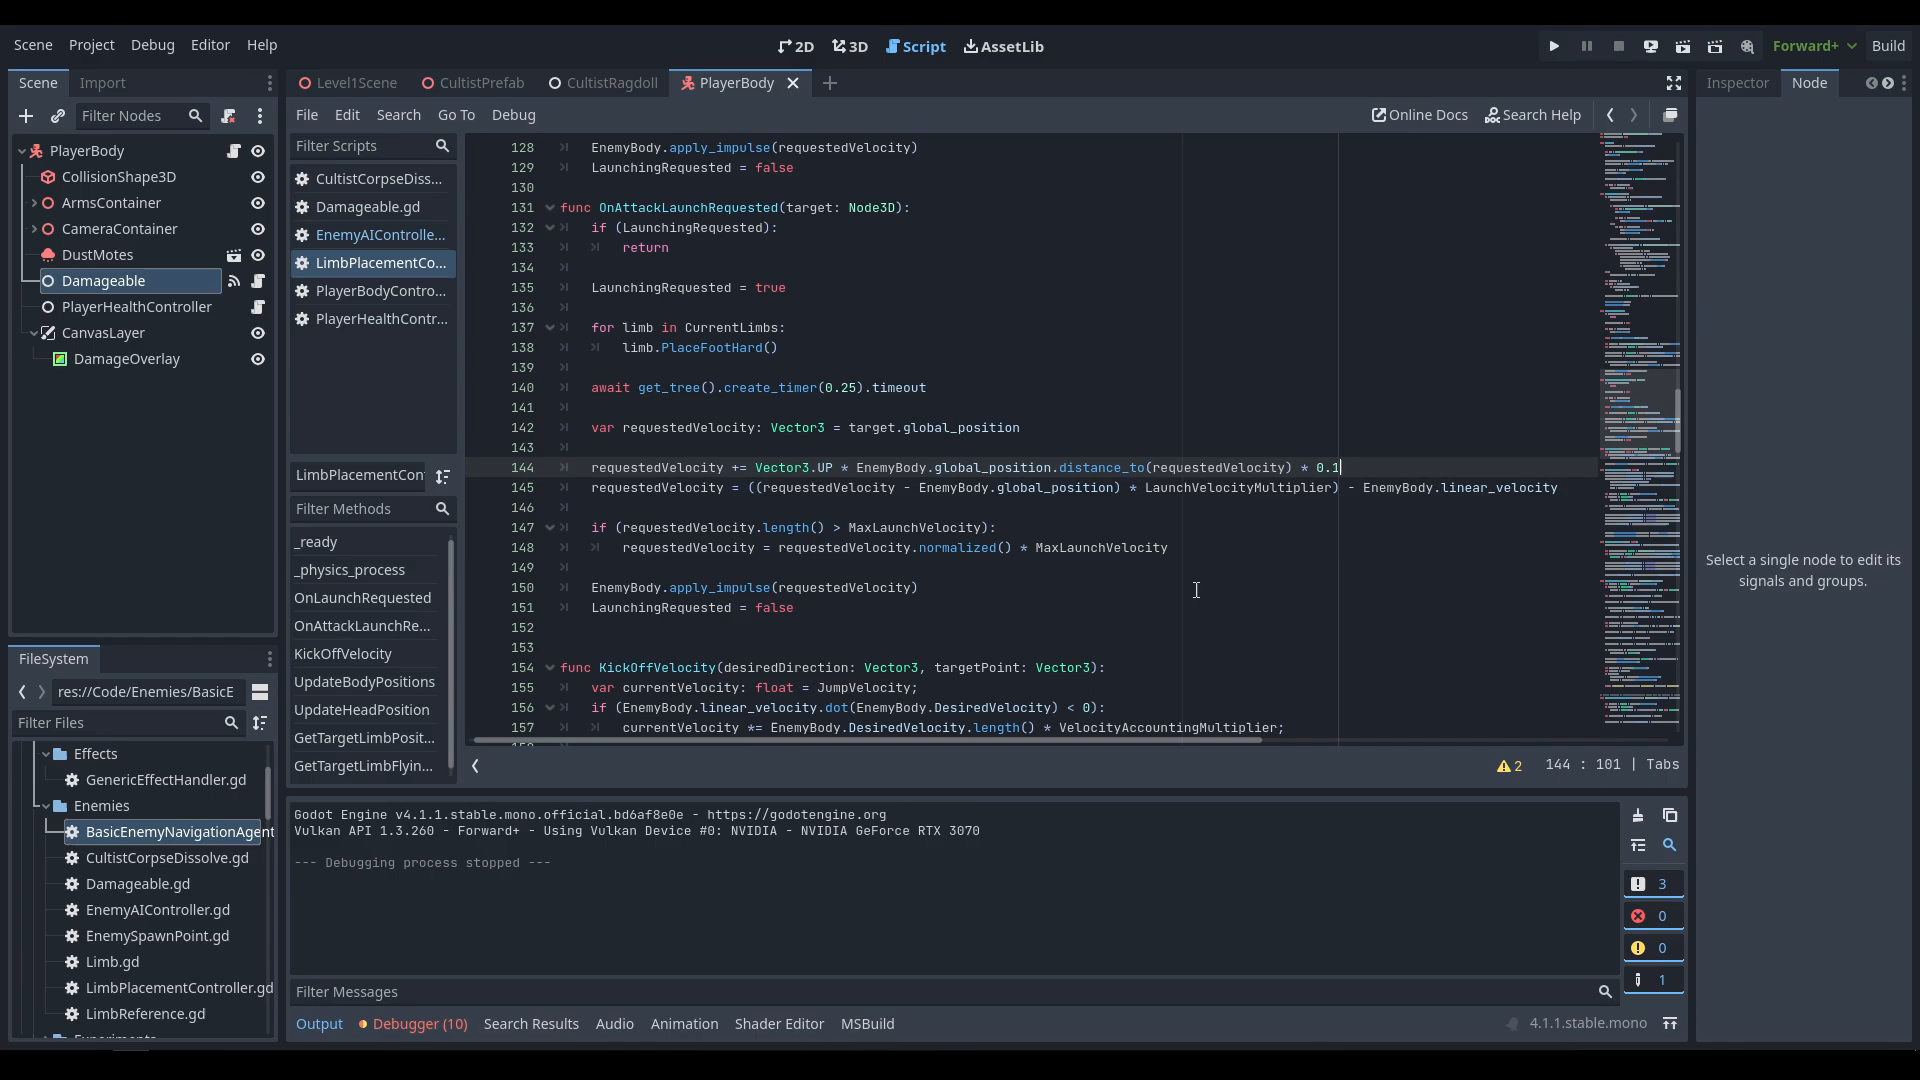 Scene Project Debug Editor Help
2D 3D Script AssetLib
Forward+ Build
Scene Import
Filter Nodes
PlayerBody
CollisionShape3D
ArmsContainer
CameraContainer
DustMotes
Damageable
PlayerHealthController
CanvasLayer
DamageOverlay
FileSystem
res://Code/Enemies/BasicE
Filter Files
Effects
GenericEffectHandler.gd
Enemies
BasicEnemyNavigationAgent
CultistCorpseDissolve.gd
Damageable.gd
EnemyAIController.gd
EnemySpawnPoint.gd
Limb.gd
LimbPlacementController.gd
LimbReference.gd
Level1Scene CultistPrefab CultistRagdoll PlayerBody
File Edit Search Go To Debug
Online Docs Search Help
Filter Scripts
CultistCorpseDiss...
Damageable.gd
EnemyAIControlle...
LimbPlacementCo...
PlayerBodyContro...
PlayerHealthContr...
LimbPlacementCon
Filter Methods
_ready
_physics_process
OnLaunchRequested
OnAttackLaunchRe...
KickOffVelocity
UpdateBodyPositions
UpdateHeadPosition
GetTargetLimbPosit...
GetTargetLimbFlyin...
128 EnemyBody.apply_impulse(requestedVelocity)
129 LaunchingRequested = false
130
131 func OnAttackLaunchRequested(target: Node3D):
132 if (LaunchingRequested):
133 return
134
135 LaunchingRequested = true
136
137 for limb in CurrentLimbs:
138 limb.PlaceFootHard()
139
140 await get_tree().create_timer(0.25).timeout
141
142 var requestedVelocity: Vector3 = target.global_position
143
144 requestedVelocity += Vector3.UP * EnemyBody.global_position.distance_to(requestedVelocity) * 0.1
145 requestedVelocity = ((requestedVelocity - EnemyBody.global_position) * LaunchVelocityMultiplier) - EnemyBody.linear_velocity
146
147 if (requestedVelocity.length() > MaxLaunchVelocity):
148 requestedVelocity = requestedVelocity.normalized() * MaxLaunchVelocity
149
150 EnemyBody.apply_impulse(requestedVelocity)
151 LaunchingRequested = false
152
153
154 func KickOffVelocity(desiredDirection: Vector3, targetPoint: Vector3):
155 var currentVelocity: float = JumpVelocity;
156 if (EnemyBody.linear_velocity.dot(EnemyBody.DesiredVelocity) < 0):
157 currentVelocity *= EnemyBody.DesiredVelocity.length() * VelocityAccountingMultiplier;
2 144 : 101 | Tabs
Godot Engine v4.1.1.stable.mono.official.bd6af8e0e - https://godotengine.org
Vulkan API 1.3.260 - Forward+ - Using Vulkan Device #0: NVIDIA - NVIDIA GeForce RTX 3070
--- Debugging process stopped ---
3
0
0
1
Filter Messages
Output Debugger (10) Search Results Audio Animation Shader Editor MSBuild
4.1.1.stable.mono
Inspector Node
Select a single node to edit its
signals and groups.